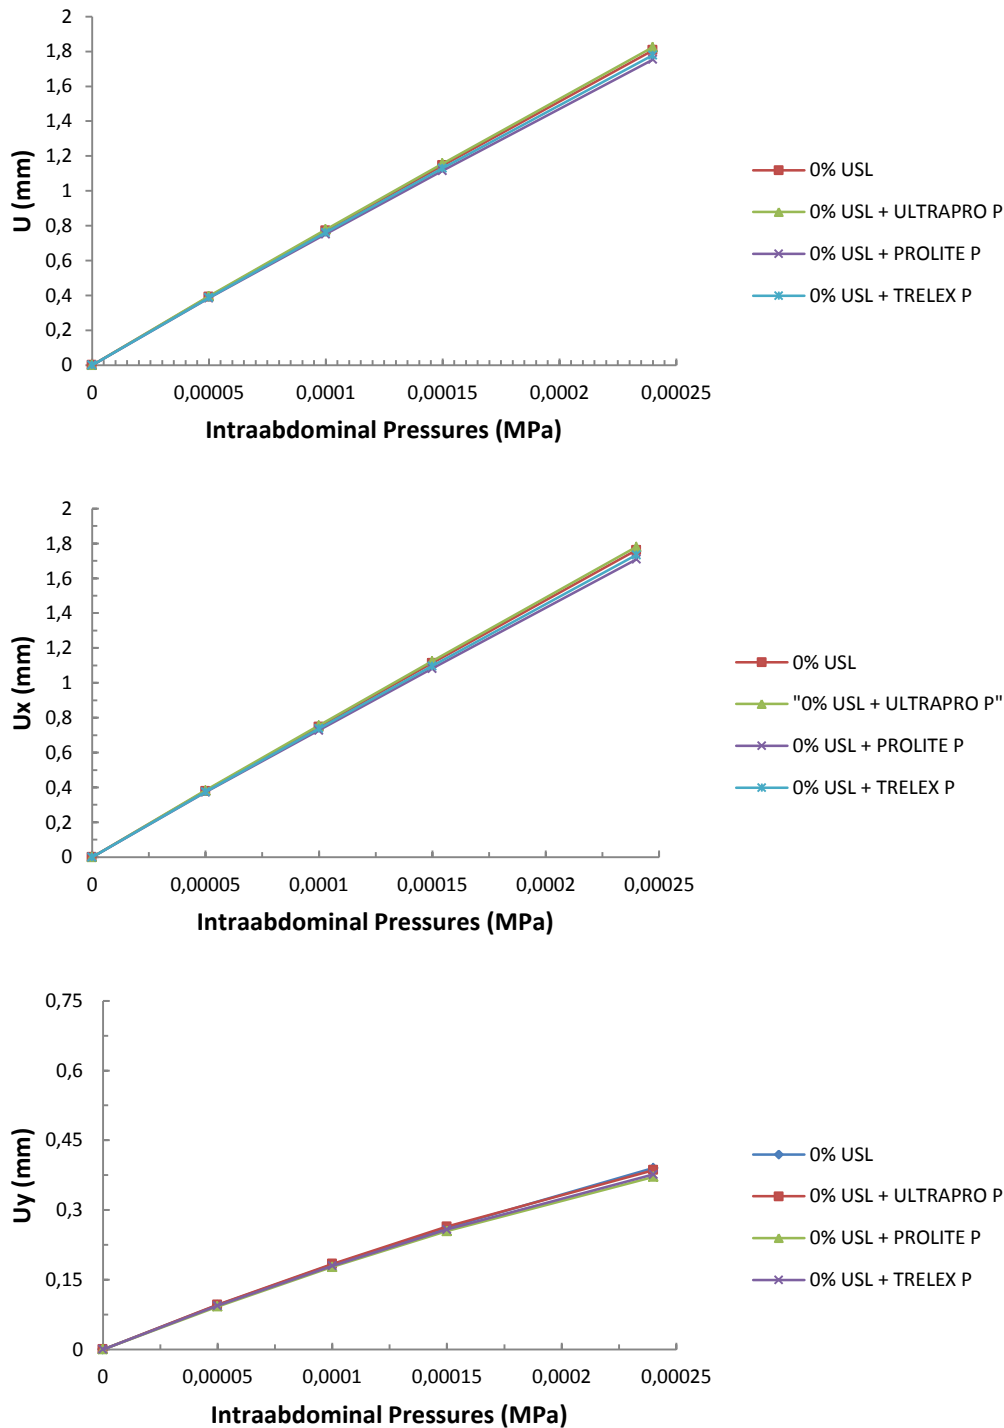 2
1,8
1,6
1,4
1,2
1
0,8
0,6
0,4
0,2
0
U (mm)
0 0,00005 0,0001 0,00015 0,0002 0,00025
Intraabdominal Pressures (MPa)
0% USL
0% USL + ULTRAPRO P
0% USL + PROLITE P
0% USL + TRELEX P
2
1,8
1,6
1,4
1,2
1
0,8
0,6
0,4
0,2
0
Ux (mm)
0 0,00005 0,0001 0,00015 0,0002 0,00025
Intraabdominal Pressures (MPa)
0% USL
"0% USL + ULTRAPRO P"
0% USL + PROLITE P
0% USL + TRELEX P
0,75
0,6
0,45
0,3
0,15
0
Uy (mm)
0 0,00005 0,0001 0,00015 0,0002 0,00025
Intraabdominal Pressures (MPa)
0% USL
0% USL + ULTRAPRO P
0% USL + PROLITE P
0% USL + TRELEX P